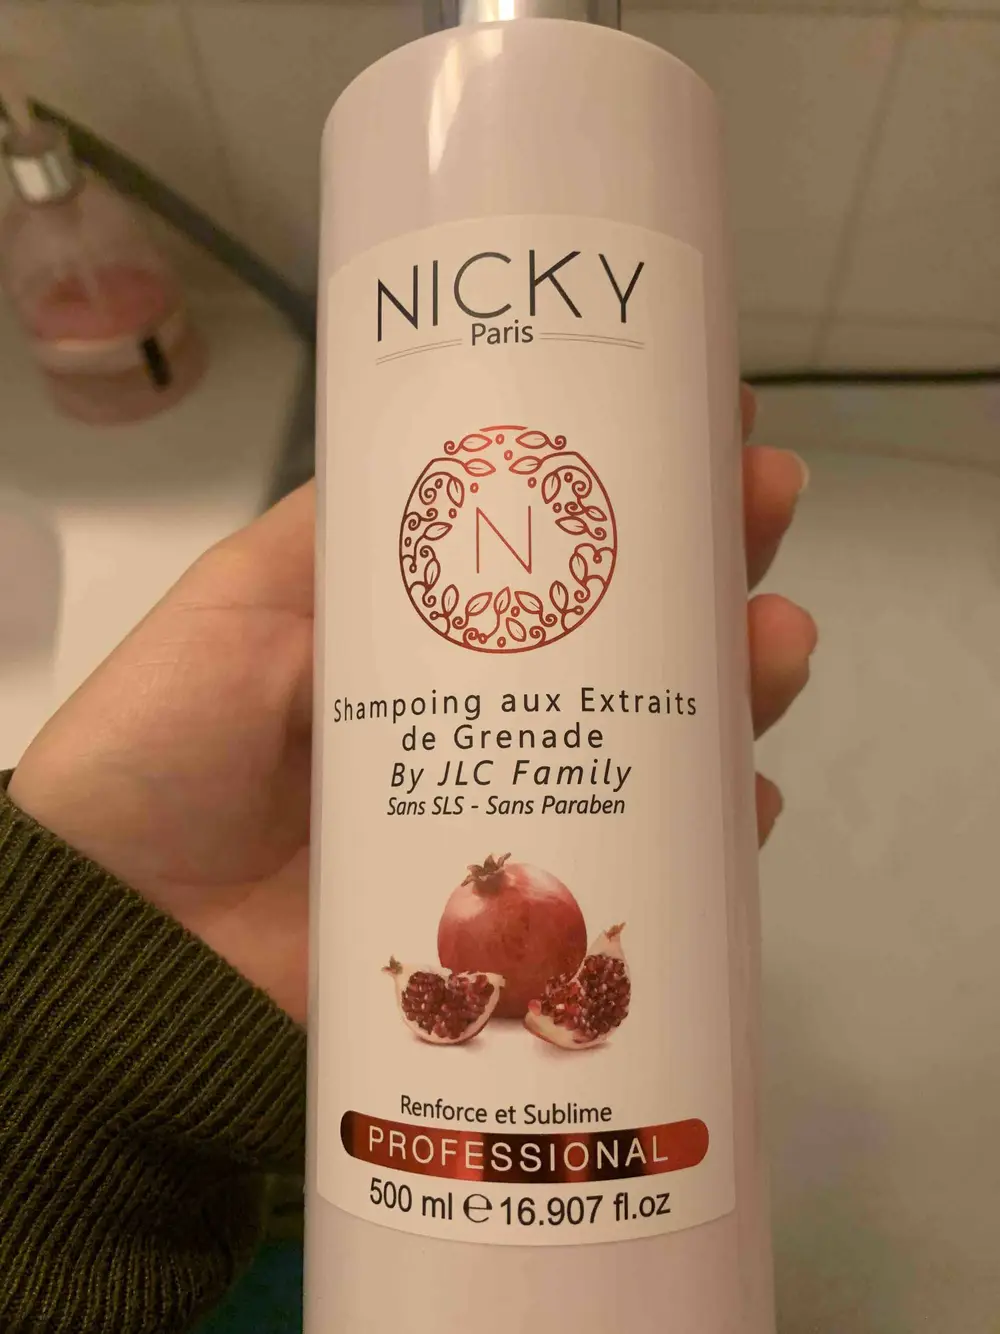 NICKY
Paris
N
Shampoing aux Extraits
de Grenade
By JLC Family
Sans SLS - Sans Paraben
Renforce et Sublime
PROFESSIONAL
500 ml ℮ 16.907 fl.oz